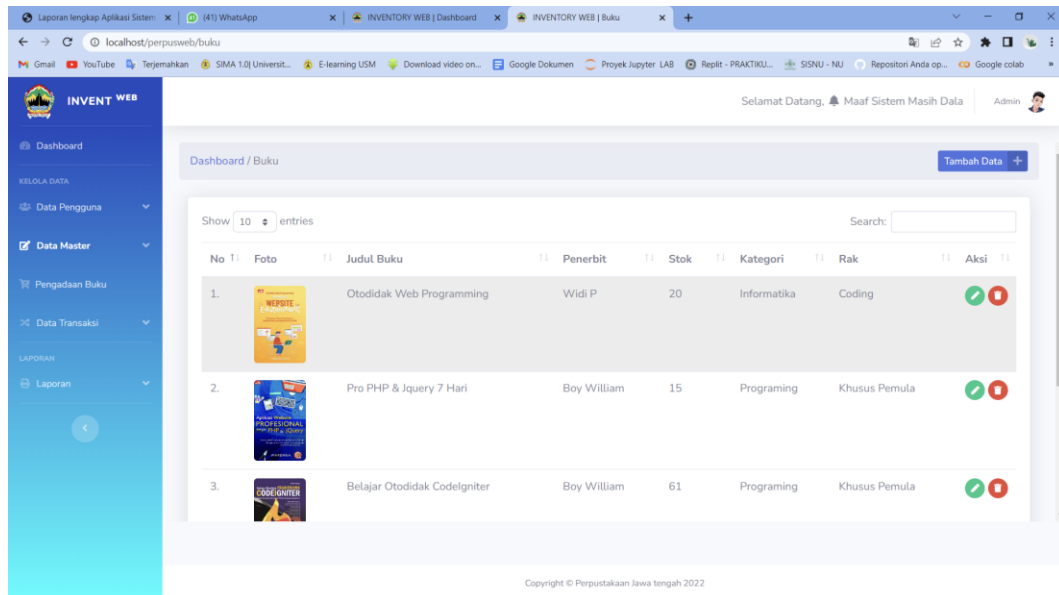 Laporan lengkap Aplikasi Sistem
(41) WhatsApp
INVENTORY WEB | Dashboard
INVENTORY WEB | Buku
localhost/perpusweb/buku
Gmail YouTube Terjemahkan SIMA 1.0| Universit... E-learning USM Download video on... Google Dokumen Proyek Jupyter LAB Replit - PRAKTIKU... SISNU - NU Repositori Anda op... Google colab
INVENT WEB
Selamat Datang, Maaf Sistem Masih Dala
Admin
Dashboard
KELOLA DATA
Data Pengguna
Data Master
Pengadaan Buku
Data Transaksi
LAPORAN
Laporan
Dashboard / Buku
Tambah Data +
Show 10 entries
Search:
No Foto Judul Buku Penerbit Stok Kategori Rak Aksi
1. Otodidak Web Programming Widi P 20 Informatika Coding
WEPSITE
2. Pro PHP & Jquery 7 Hari Boy William 15 Programing Khusus Pemula
PROFESIONAL
3. Belajar Otodidak CodeIgniter Boy William 61 Programing Khusus Pemula
CODEIGNITER
Copyright © Perpustakaan Jawa tengah 2022